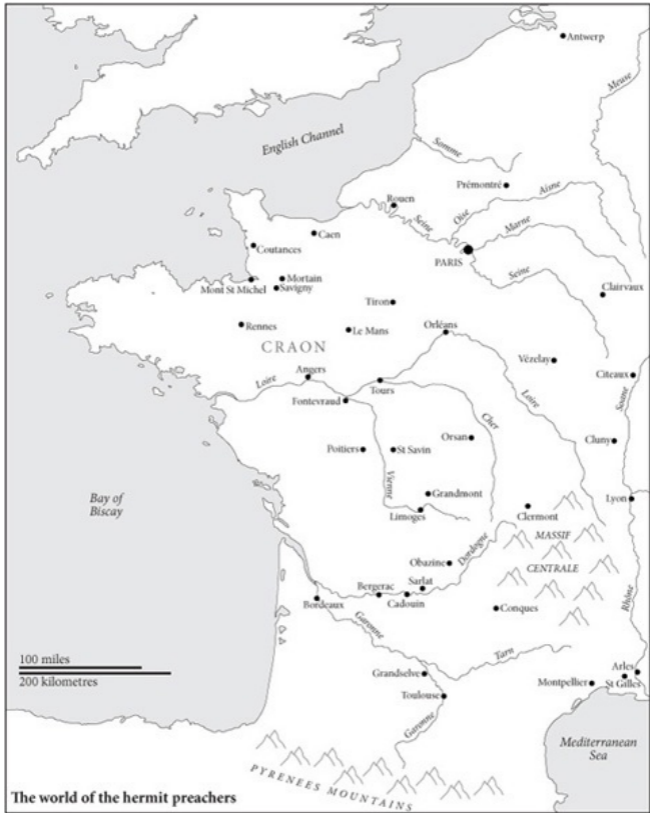 Antwerp
Meuse
English Channel
Somme
Prémontré
Aisne
Rouen
Oise
Seine
Marne
Caen
Coutances
PARIS
Seine
Mortain
Mont St Michel
Savigny
Clairvaux
Tiron
Rennes
Le Mans
Orléans
CRAON
Vézelay
Angers
Citeaux
Loire
Tours
Loire
Soane
Fontevraud
Cher
Orsan
Cluny
Poitiers
St Savin
Vienne
Grandmont
Bay of
Biscay
Lyon
Limoges
Clermont
MASSIF
Dordogne
Obazine
CENTRALE
Sarlat
Bergerac
Cadouin
Bordeaux
Conques
Rhône
Garonne
Tarn
100 miles
200 kilometres
Grandselve
Arles
Montpellier
St Gilles
Toulouse
Garonne
Mediterranean
Sea
PYRENEES MOUNTAINS
The world of the hermit preachers